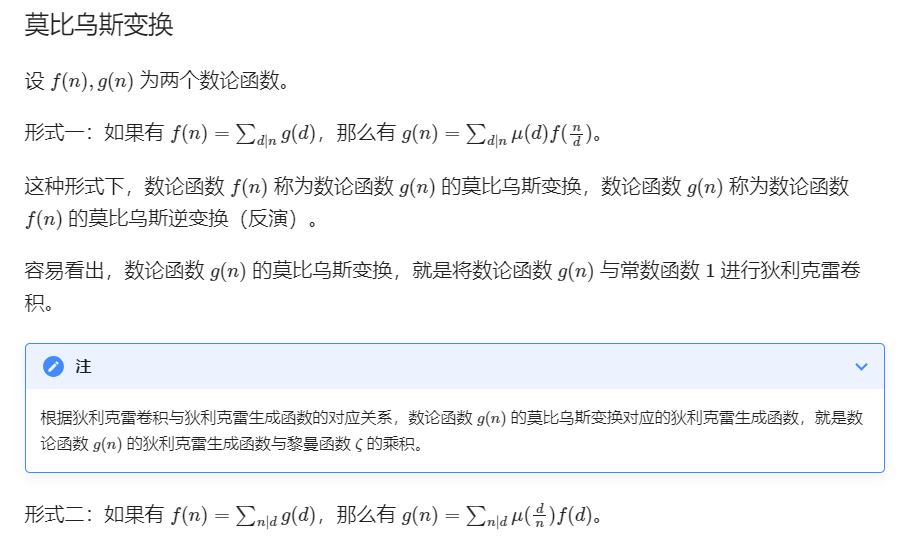 莫比乌斯变换
设 f(n), g(n) 为两个数论函数。
形式一：如果有 f(n) = ∑_{d|n} g(d)，那么有 g(n) = ∑_{d|n} μ(d)f(\frac{n}{d})。
这种形式下，数论函数 f(n) 称为数论函数 g(n) 的莫比乌斯变换，数论函数 g(n) 称为数论函数
f(n) 的莫比乌斯逆变换（反演）。
容易看出，数论函数 g(n) 的莫比乌斯变换，就是将数论函数 g(n) 与常数函数 1 进行狄利克雷卷
积。
注
根据狄利克雷卷积与狄利克雷生成函数的对应关系，数论函数 g(n) 的莫比乌斯变换对应的狄利克雷生成函数，就是数
论函数 g(n) 的狄利克雷生成函数与黎曼函数 ζ 的乘积。
形式二：如果有 f(n) = ∑_{n|d} g(d)，那么有 g(n) = ∑_{n|d} μ(\frac{d}{n})f(d)。